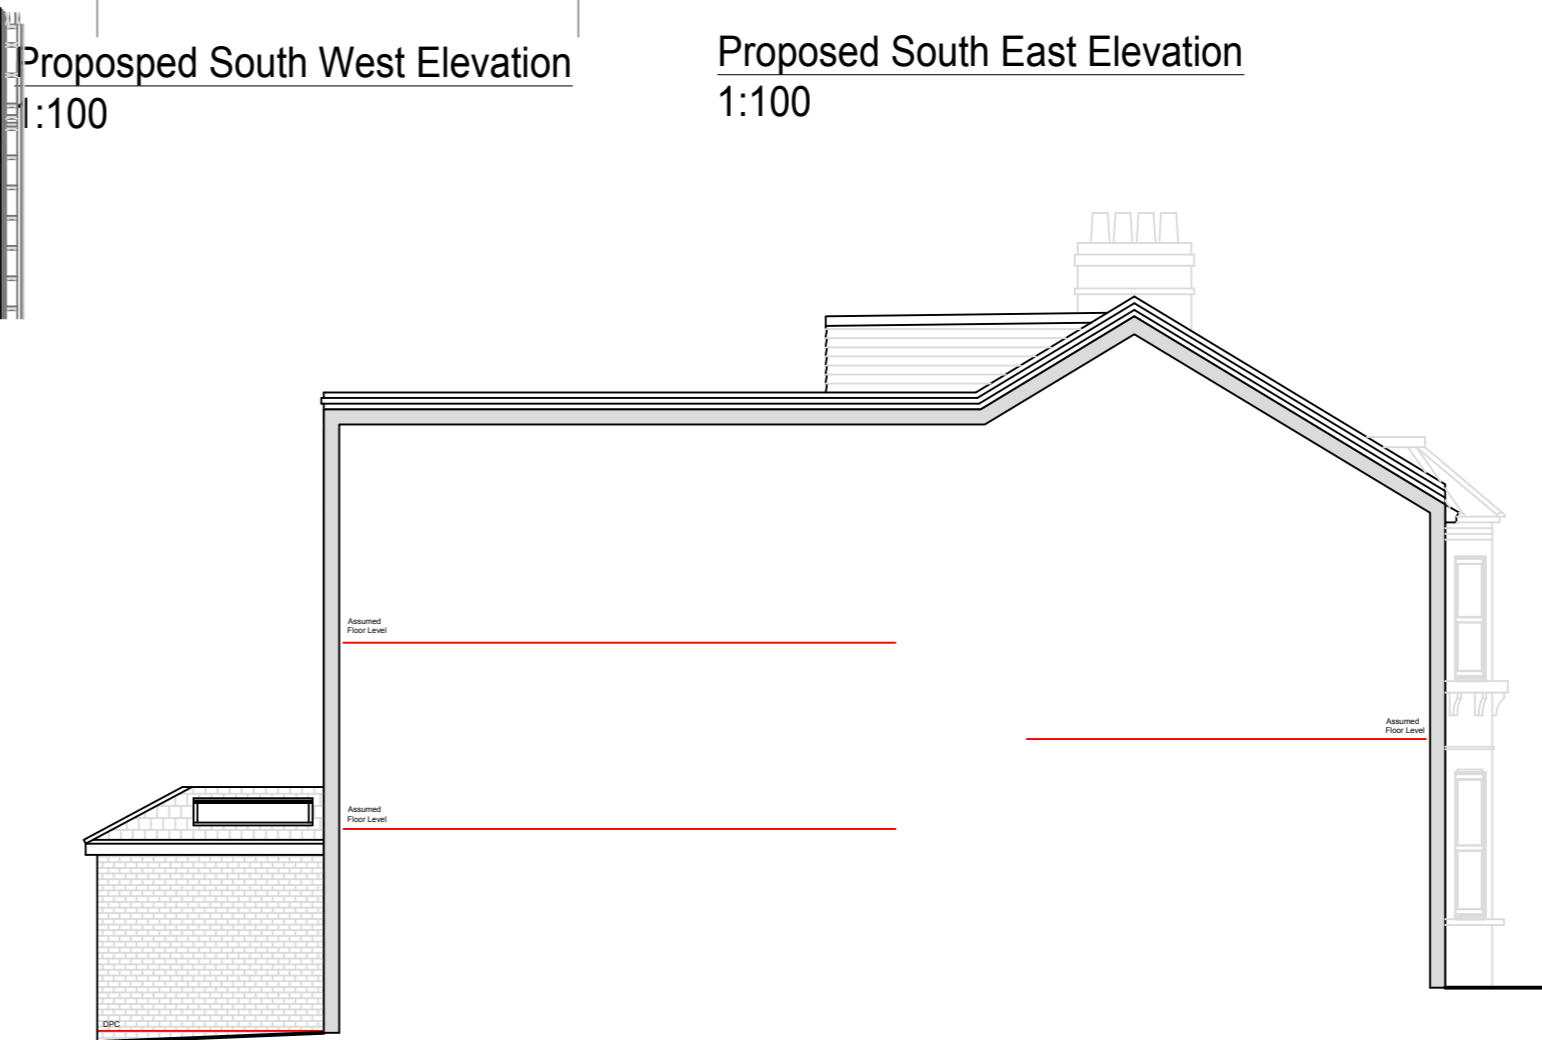 Proposped South West Elevation
1:100
Proposed South East Elevation
1:100
Assumed
Floor Level
Assumed
Floor Level
Assumed
Floor Level
DPC